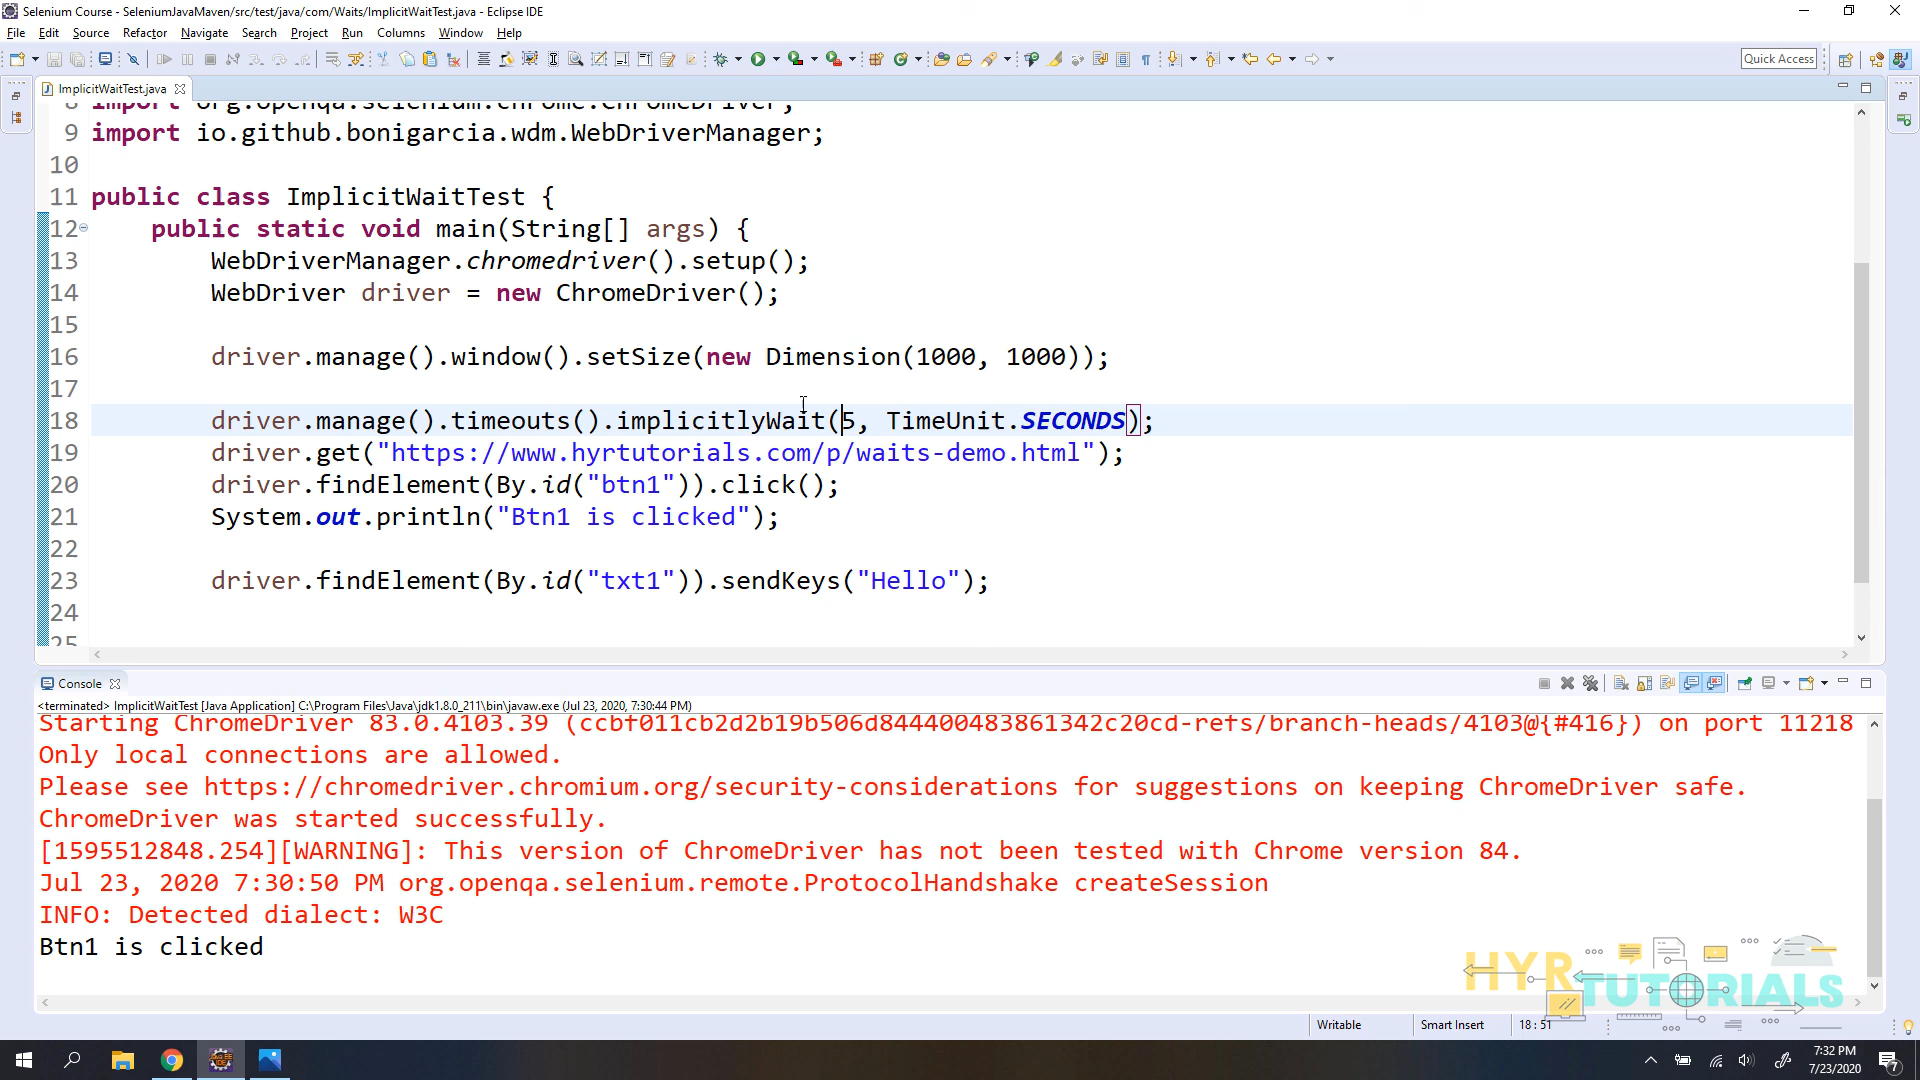 Selenium Course - SeleniumJavaMaven/src/test/java/com/Waits/ImplicitWaitTest.java - Eclipse IDE
File Edit Source Refactor Navigate Search Project Run Columns Window Help
Quick Access
ImplicitWaitTest.java
8 import org.openqa.selenium.chrome.ChromeDriver;
9 import io.github.bonigarcia.wdm.WebDriverManager;
10
11 public class ImplicitWaitTest {
12 public static void main(String[] args) {
13 WebDriverManager.chromedriver().setup();
14 WebDriver driver = new ChromeDriver();
15
16 driver.manage().window().setSize(new Dimension(1000, 1000));
17
18 driver.manage().timeouts().implicitlyWait(5, TimeUnit.SECONDS);
19 driver.get("https://www.hyrtutorials.com/p/waits-demo.html");
20 driver.findElement(By.id("btn1")).click();
21 System.out.println("Btn1 is clicked");
22
23 driver.findElement(By.id("txt1")).sendKeys("Hello");
24
25
Console
<terminated> ImplicitWaitTest [Java Application] C:\Program Files\Java\jdk1.8.0_211\bin\javaw.exe (Jul 23, 2020, 7:30:44 PM)
Starting ChromeDriver 83.0.4103.39 (ccbf011cb2d2b19b506d844400483861342c20cd-refs/branch-heads/4103@{#416}) on port 11218
Only local connections are allowed.
Please see https://chromedriver.chromium.org/security-considerations for suggestions on keeping ChromeDriver safe.
ChromeDriver was started successfully.
[1595512848.254][WARNING]: This version of ChromeDriver has not been tested with Chrome version 84.
Jul 23, 2020 7:30:50 PM org.openqa.selenium.remote.ProtocolHandshake createSession
INFO: Detected dialect: W3C
Btn1 is clicked
HYR
TUTORIALS
Writable Smart Insert 18 : 51
7:32 PM
7/23/2020
7